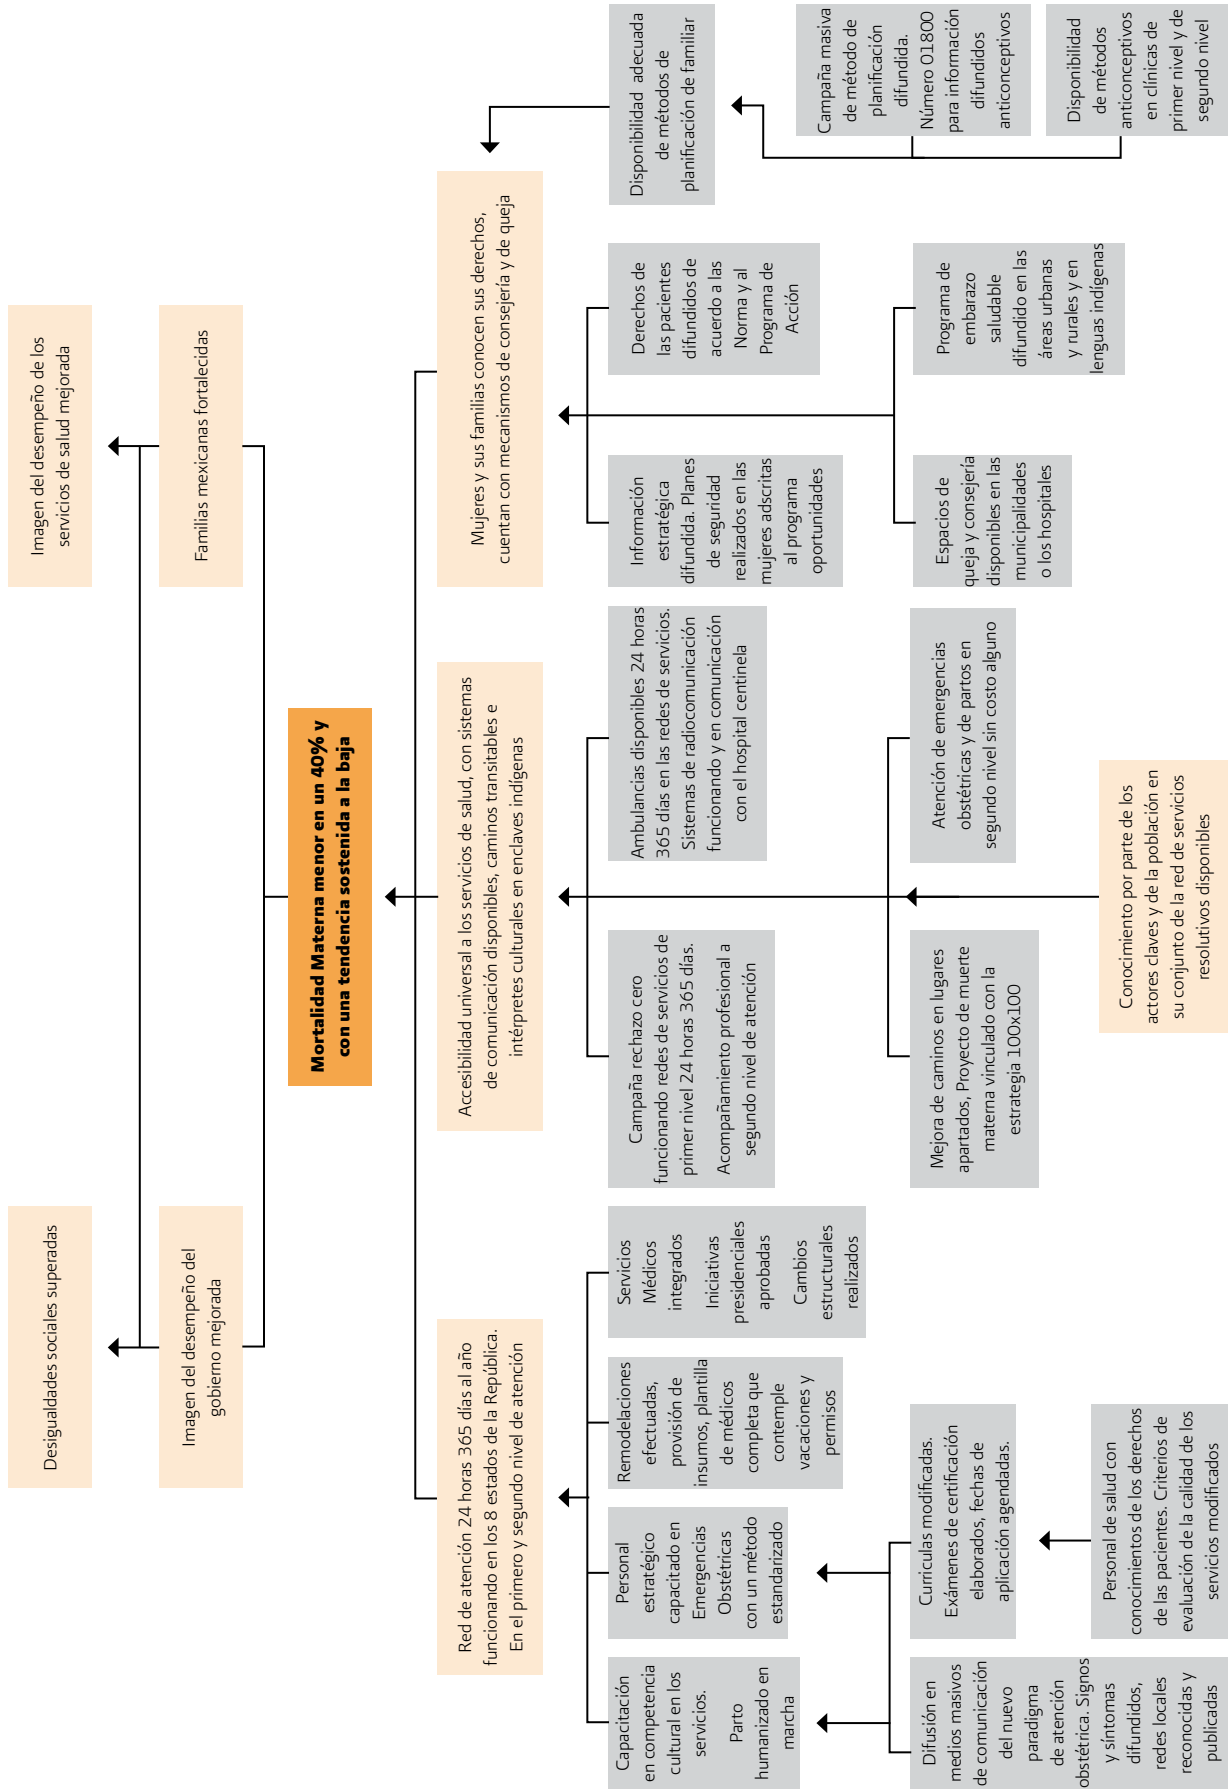 Desigualdades sociales superadas
Imagen del desempeño de los
servicios de salud mejorada
Imagen del desempeño del
gobierno mejorada
Familias mexicanas fortalecidas
Mortalidad Materna menor en un 40% y
con una tendencia sostenida a la baja
Red de atención 24 horas 365 días al año
funcionando en los 8 estados de la República.
En el primero y segundo nivel de atención
Accesibilidad universal a los servicios de salud, con sistemas
de comunicación disponibles, caminos transitables e
intérpretes culturales en enclaves indígenas
Mujeres y sus familias conocen sus derechos,
cuentan con mecanismos de consejería y de queja
Capacitación
en competencia
cultural en los
servicios.
Parto
humanizado en
marcha
Personal
estratégico
capacitado en
Emergencias
Obstétricas
con un método
estandarizado
Remodelaciones
efectuadas,
provisión de
insumos, plantilla
de médicos
completa que
contemple
vacaciones y
permisos
Servicios
Médicos
integrados
Iniciativas
presidenciales
aprobadas
Cambios
estructurales
realizados
Campaña rechazo cero
funcionando redes de servicios de
primer nivel 24 horas 365 días.
Acompañamiento profesional a
segundo nivel de atención
Ambulancias disponibles 24 horas
365 días en las redes de servicios.
Sistemas de radiocomunicación
funcionando y en comunicación
con el hospital centinela
Información
estratégica
difundida. Planes
de seguridad
realizados en las
mujeres adscritas
al programa
oportunidades
Derechos de
las pacientes
difundidos de
acuerdo a las
Norma y al
Programa de
Acción
Disponibilidad adecuada
de métodos de
planificación de familiar
Difusión en
medios masivos
de comunicación
del nuevo
paradigma
de atención
obstétrica. Signos
y síntomas
difundidos,
redes locales
reconocidas y
publicadas
Curriculas modificadas.
Exámenes de certificación
elaborados, fechas de
aplicación agendadas.
Personal de salud con
conocimientos de los derechos
de las pacientes. Criterios de
evaluación de la calidad de los
servicios modificados
Mejora de caminos en lugares
apartados, Proyecto de muerte
materna vinculado con la
estrategia 100x100
Atención de emergencias
obstétricas y de partos en
segundo nivel sin costo alguno
Conocimiento por parte de los
actores claves y de la población en
su conjunto de la red de servicios
resolutivos disponibles
Espacios de
queja y consejería
disponibles en las
municipalidades
o los hospitales
Programa de
embarazo
saludable
difundido en las
áreas urbanas
y rurales y en
lenguas indígenas
Campaña masiva
de método de
planificación
difundida.
Número 01800
para información
difundidos
anticonceptivos
Disponibilidad
de métodos
anticonceptivos
en clínicas de
primer nivel y de
segundo nivel